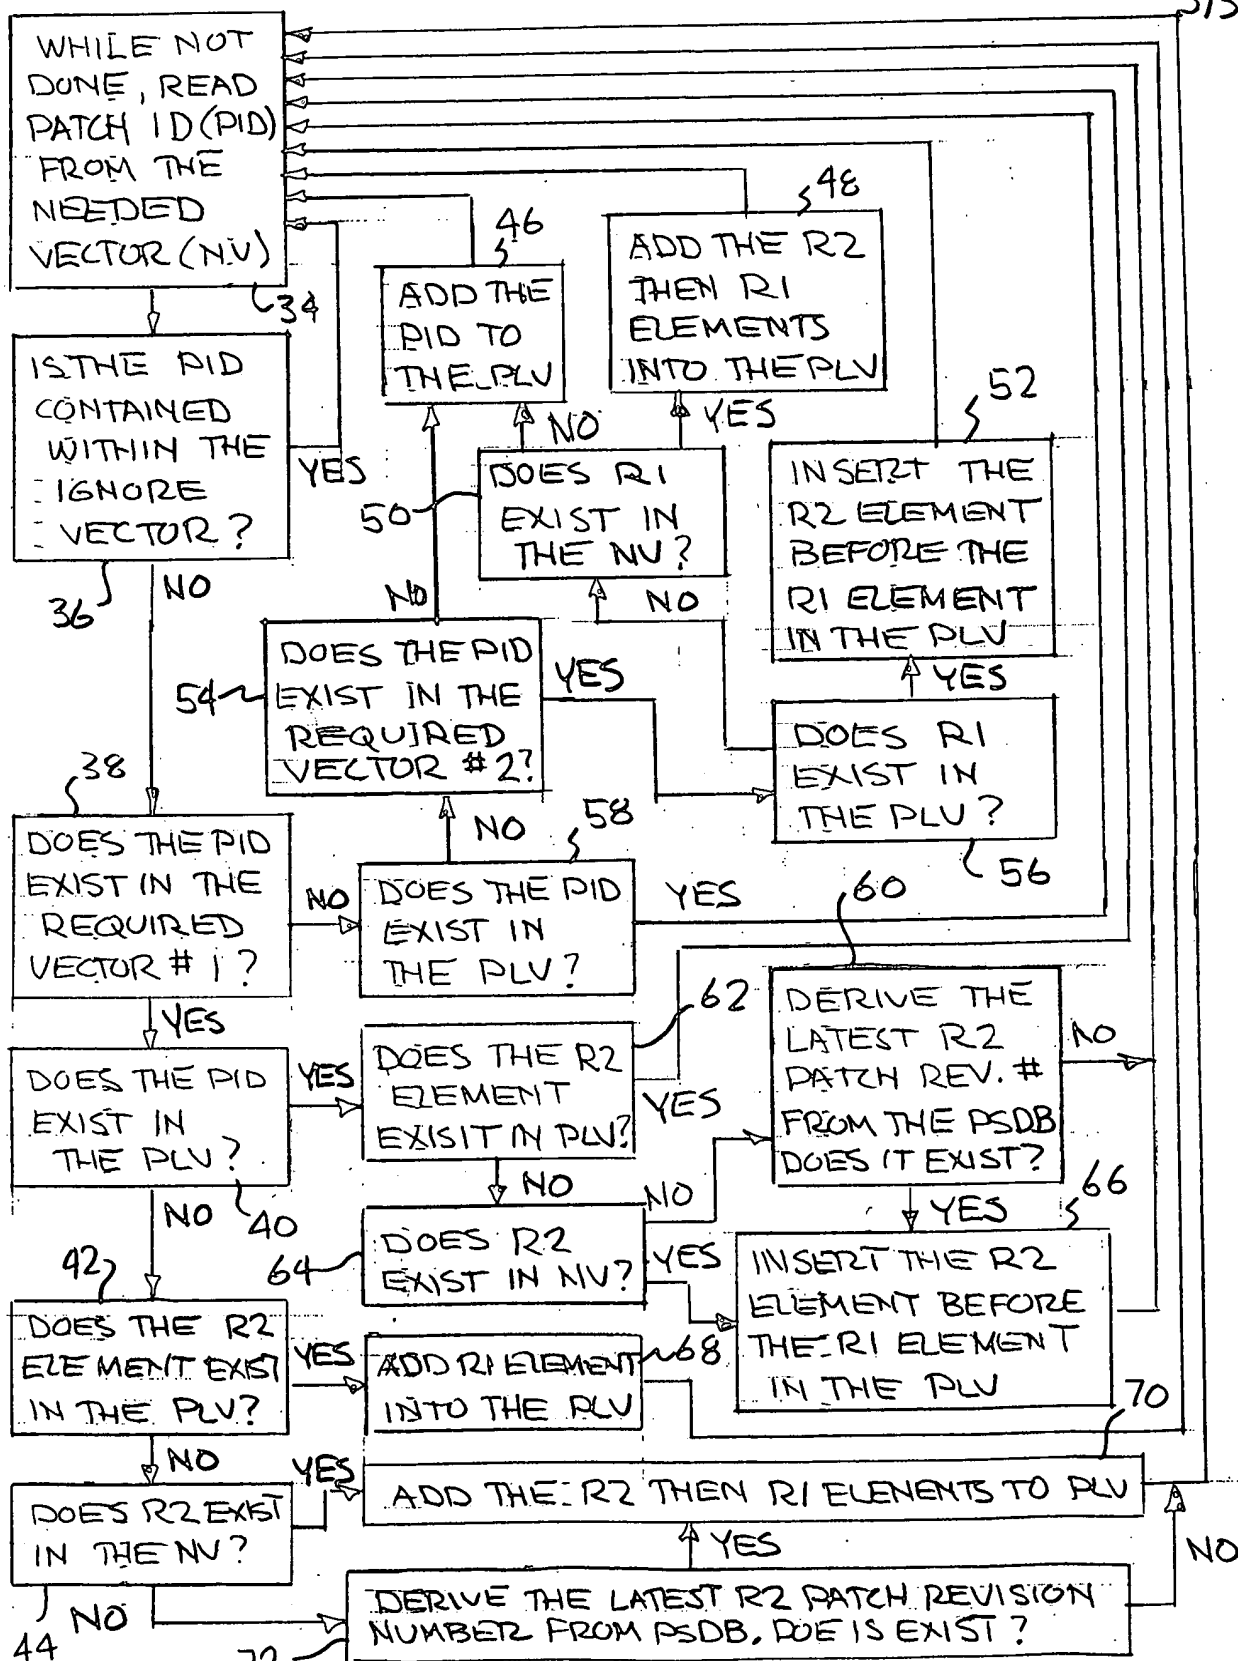 3/3
WHILE NOT
DONE, READ
PATCH ID (PID)
FROM THE
NEEDED
VECTOR (NV)
34
46
ADD THE
PID TO
THE PLV
48
ADD THE R2
THEN R1
ELEMENTS
INTO THE PLV
IS THE PID
CONTAINED
WITHIN THE
IGNORE
VECTOR?
YES
36
NO
NO
YES
50
DOES R1
EXIST IN
THE NV?
NO
52
INSERT THE
R2 ELEMENT
BEFORE THE
R1 ELEMENT
IN THE PLV
YES
NO
54
DOES THE PID
EXIST IN THE
REQUIRED
VECTOR #2?
YES
DOES R1
EXIST IN
THE PLV?
56
38
DOES THE PID
EXIST IN THE
REQUIRED
VECTOR #1?
NO
NO
58
DOES THE PID
EXIST IN
THE PLV?
YES
60
DERIVE THE
LATEST R2
PATCH REV. #
FROM THE PSDB
DOES IT EXIST?
NO
YES
YES
DOES THE PID
EXIST IN
THE PLV?
YES
40
NO
62
DOES THE R2
ELEMENT
EXISIT IN PLV?
YES
NO
64
DOES R2
EXIST IN NV?
NO
YES
66
INSERT THE R2
ELEMENT BEFORE
THE R1 ELEMENT
IN THE PLV
42
DOES THE R2
ELEMENT EXIST
IN THE PLV?
YES
NO
68
ADD R1 ELEMENT
INTO THE PLV
70
ADD THE R2 THEN R1 ELENENTS TO PLV
YES
DOES R2 EXIST
IN THE NV?
YES
44
NO
DERIVE THE LATEST R2 PATCH REVISION
NUMBER FROM PSDB. DOE IS EXIST?
72
NO